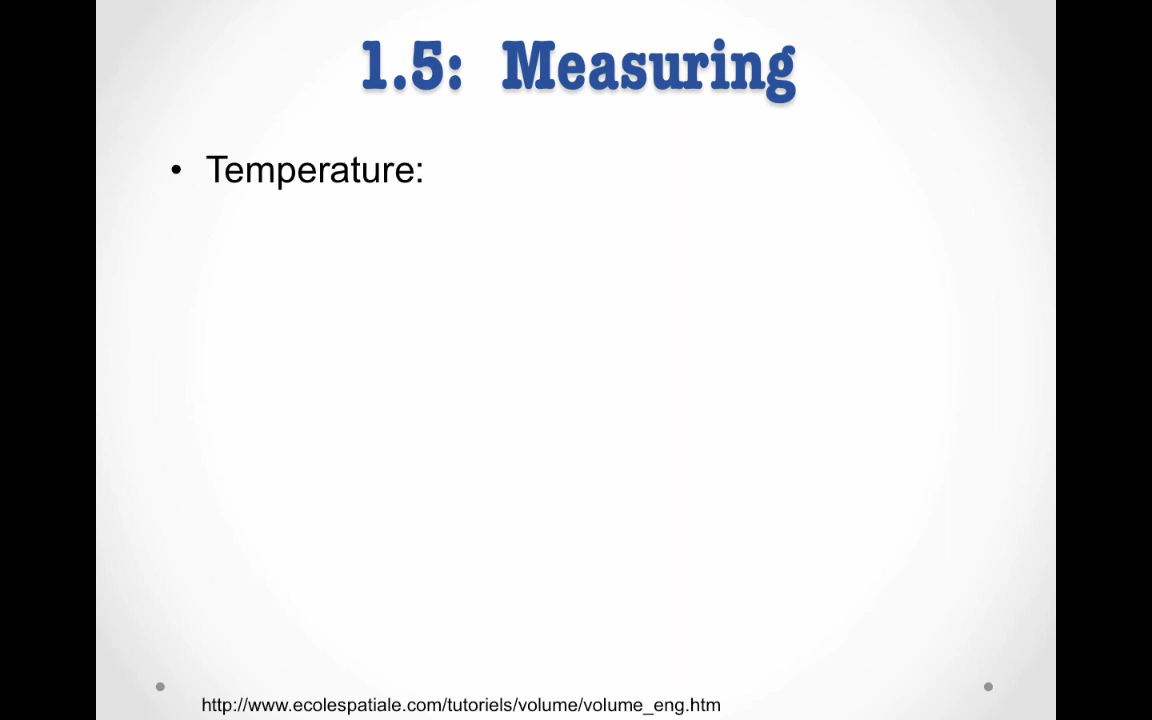 1.5: Measuring
• Temperature:
http://www.ecolespatiale.com/tutoriels/volume/volume_eng.htm